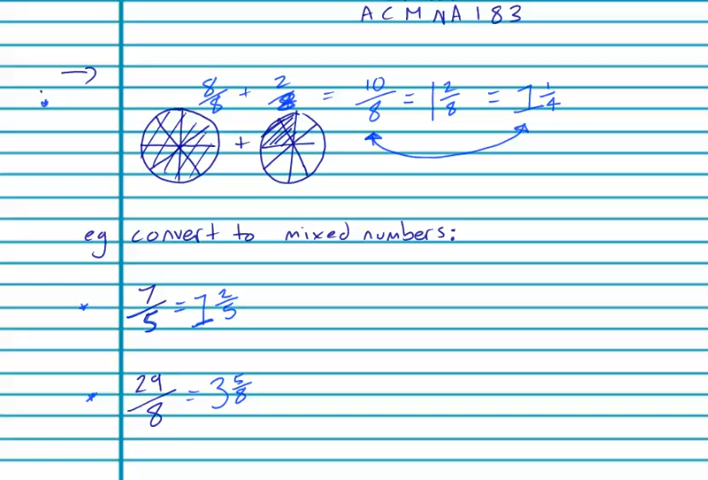 ACMNA183
8/8 + 2/8 = 10/8 = 1 2/8 = 1 1/4
+
eg convert to mixed numbers:
* 7/5 = 1 2/5
* 29/8 = 3 5/8